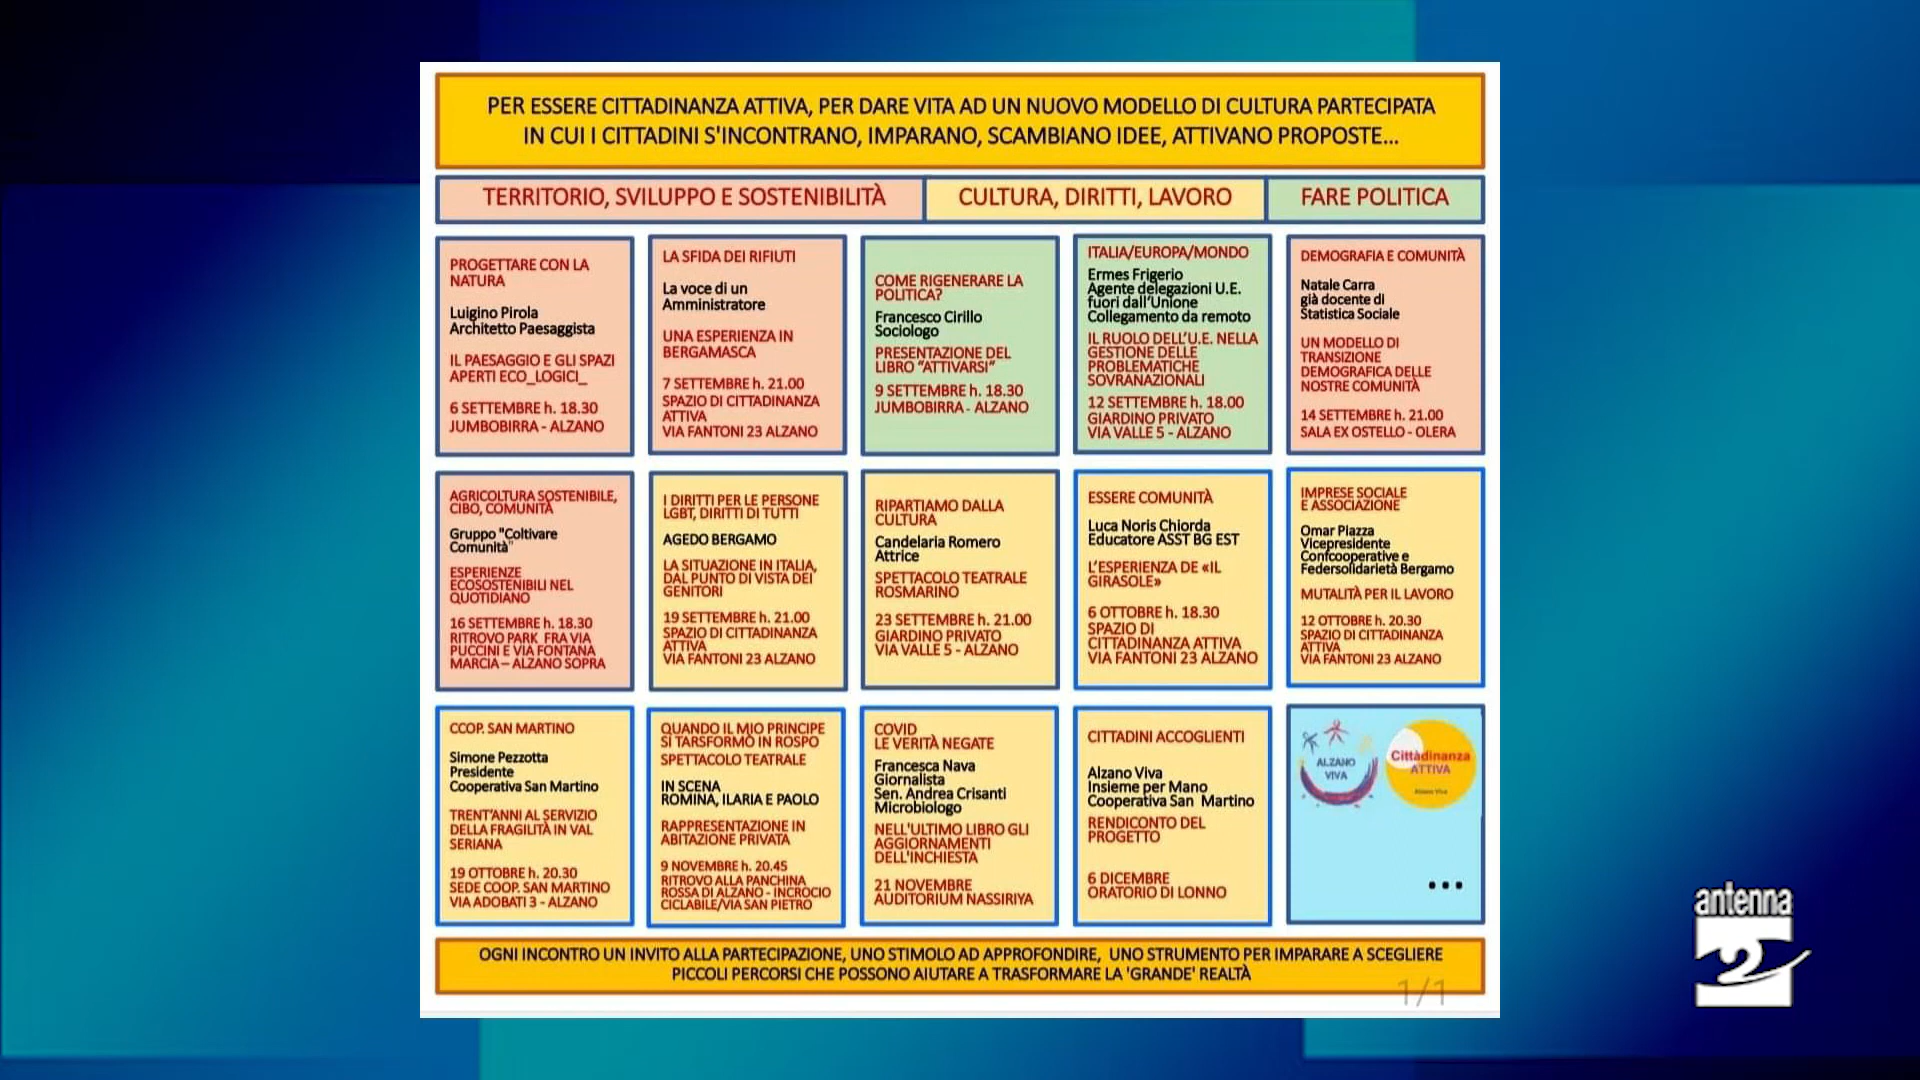 PER ESSERE CITTADINANZA ATTIVA, PER DARE VITA AD UN NUOVO MODELLO DI CULTURA PARTECIPATA
IN CUI I CITTADINI S'INCONTRANO, IMPARANO, SCAMBIANO IDEE, ATTIVANO PROPOSTE...
TERRITORIO, SVILUPPO E SOSTENIBILITÀ
CULTURA, DIRITTI, LAVORO
FARE POLITICA
PROGETTARE CON LA
NATURA
Luigino Pirola
Architetto Paesaggista
IL PAESAGGIO E GLI SPAZI
APERTI ECO_LOGICI_
6 SETTEMBRE h. 18.30
JUMBOBIRRA - ALZANO
LA SFIDA DEI RIFIUTI
La voce di un
Amministratore
UNA ESPERIENZA IN
BERGAMASCA
7 SETTEMBRE h. 21.00
SPAZIO DI CITTADINANZA
ATTIVA
VIA FANTONI 23 ALZANO
COME RIGENERARE LA
POLITICA?
Francesco Cirillo
Sociologo
PRESENTAZIONE DEL
LIBRO "ATTIVARSI"
9 SETTEMBRE h. 18.30
JUMBOBIRRA - ALZANO
ITALIA/EUROPA/MONDO
Ermes Frigerio
Agente delegazioni U.E.
fuori dall'Unione
Collegamento da remoto
IL RUOLO DELL'U.E. NELLA
GESTIONE DELLE
PROBLEMATICHE
SOVRANAZIONALI
12 SETTEMBRE h. 18.00
GIARDINO PRIVATO
VIA VALLE 5 - ALZANO
DEMOGRAFIA E COMUNITÀ
Natale Carra
già docente di
Statistica Sociale
UN MODELLO DI
TRANSIZIONE
DEMOGRAFICA DELLE
NOSTRE COMUNITÀ
14 SETTEMBRE h. 21.00
SALA EX OSTELLO - OLERA
AGRICOLTURA SOSTENIBILE,
CIBO, COMUNITÀ
Gruppo "Coltivare
Comunità"
ESPERIENZE
ECOSOSTENIBILI NEL
QUOTIDIANO
16 SETTEMBRE h. 18.30
RITROVO PARK FRA VIA
PUCCINI E VIA FONTANA
MARCIA – ALZANO SOPRA
I DIRITTI PER LE PERSONE
LGBT, DIRITTI DI TUTTI
AGEDO BERGAMO
LA SITUAZIONE IN ITALIA,
DAL PUNTO DI VISTA DEI
GENITORI
19 SETTEMBRE h. 21.00
SPAZIO DI CITTADINANZA
ATTIVA
VIA FANTONI 23 ALZANO
RIPARTIAMO DALLA
CULTURA
Candelaria Romero
Attrice
SPETTACOLO TEATRALE
ROSMARINO
23 SETTEMBRE h. 21.00
GIARDINO PRIVATO
VIA VALLE 5 - ALZANO
ESSERE COMUNITÀ
Luca Noris Chiorda
Educatore ASST BG EST
L'ESPERIENZA DE «IL
GIRASOLE»
6 OTTOBRE h. 18.30
SPAZIO DI
CITTADINANZA ATTIVA
VIA FANTONI 23 ALZANO
IMPRESE SOCIALE
E ASSOCIAZIONE
Omar Piazza
Vicepresidente
Confcooperative e
Federsolidarietà Bergamo
MUTALITÀ PER IL LAVORO
12 OTTOBRE h. 20.30
SPAZIO DI CITTADINANZA
ATTIVA
VIA FANTONI 23 ALZANO
CCOP. SAN MARTINO
Simone Pezzotta
Presidente
Cooperativa San Martino
TRENT'ANNI AL SERVIZIO
DELLA FRAGILITÀ IN VAL
SERIANA
19 OTTOBRE h. 20.30
SEDE COOP. SAN MARTINO
VIA ADOBATI 3 - ALZANO
QUANDO IL MIO PRINCIPE
SI TARSFORMÒ IN ROSPO
SPETTACOLO TEATRALE
IN SCENA
ROMINA, ILARIA E PAOLO
RAPPRESENTAZIONE IN
ABITAZIONE PRIVATA
9 NOVEMBRE h. 20.45
RITROVO ALLA PANCHINA
ROSSA DI ALZANO - INCROCIO
CICLABILE/VIA SAN PIETRO
COVID
LE VERITÀ NEGATE
Francesca Nava
Giornalista
Sen. Andrea Crisanti
Microbiologo
NELL'ULTIMO LIBRO GLI
AGGIORNAMENTI
DELL'INCHIESTA
21 NOVEMBRE
AUDITORIUM NASSIRIYA
CITTADINI ACCOGLIENTI
Alzano Viva
Insieme per Mano
Cooperativa San Martino
RENDICONTO DEL
PROGETTO
6 DICEMBRE
ORATORIO DI LONNO
ALZANO
VIVA
Cittàdinanza
ATTIVA
Alzano Viva
...
OGNI INCONTRO UN INVITO ALLA PARTECIPAZIONE, UNO STIMOLO AD APPROFONDIRE, UNO STRUMENTO PER IMPARARE A SCEGLIERE
PICCOLI PERCORSI CHE POSSONO AIUTARE A TRASFORMARE LA 'GRANDE' REALTÀ
1/1
antenna
2